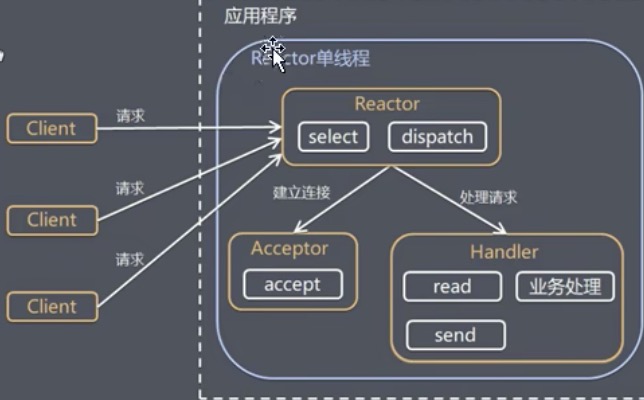 应用程序
Reactor单线程
Reactor
select
dispatch
Client
请求
Client
请求
Client
请求
建立连接
处理请求
Acceptor
accept
Handler
read
业务处理
send